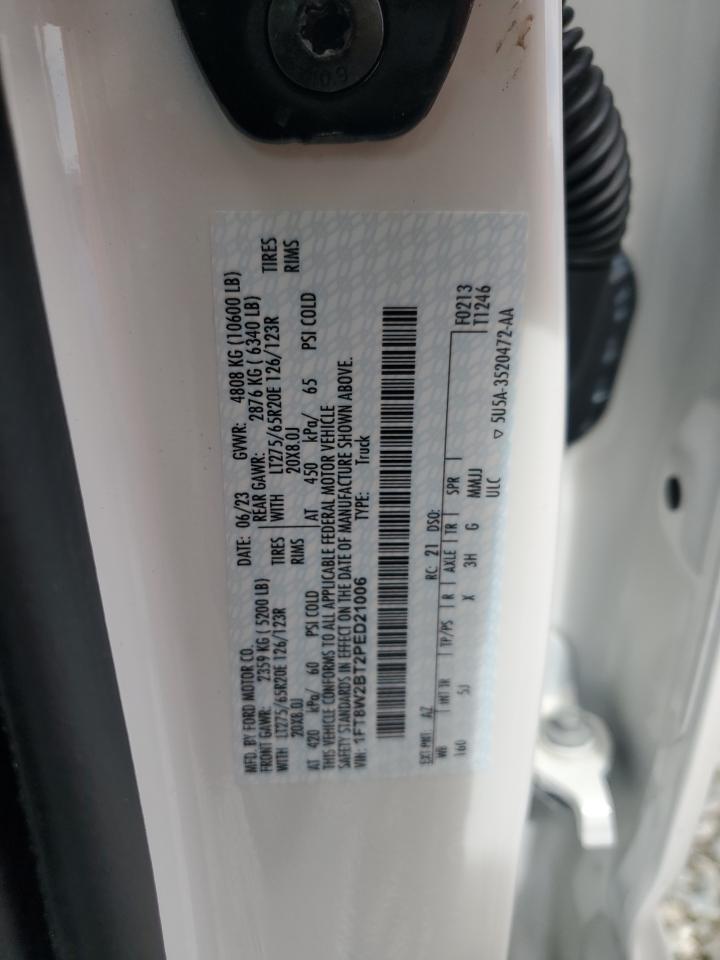 10.9
MFD. BY FORD MOTOR CO. DATE: 06/23 GVWR: 4808 KG (10600 LB)
FRONT GAWR: 2359 KG ( 5200 LB) REAR GAWR: 2876 KG ( 6340 LB)
WITH LT275/65R20E 126/123R TIRES WITH LT275/65R20E 126/123R TIRES
20X8.0J RIMS 20X8.0J RIMS
AT 420 kPa/ 60 PSI COLD AT 450 kPa/ 65 PSI COLD
THIS VEHICLE CONFORMS TO ALL APPLICABLE FEDERAL MOTOR VEHICLE
SAFETY STANDARDS IN EFFECT ON THE DATE OF MANUFACTURE SHOWN ABOVE.
VIN: 1FT8W2BT2PED21006 TYPE: Truck
EXT PNT: AZ RC: 21 DSO: F0213
WB INT TR TP/PS R AXLE TR SPR T1246
160 5J X 3H G MMJJ
ULC ▽ 5U5A-3520472-AA